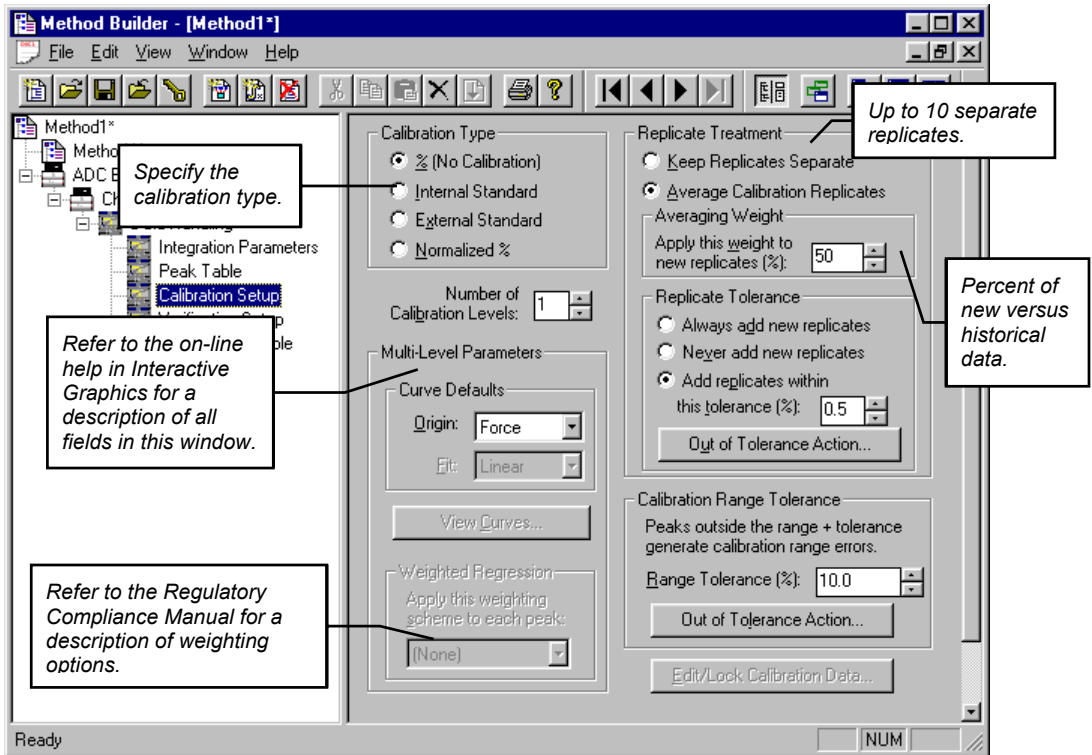 Method Builder - [Method1*]
File Edit View Window Help
Method1*
ADC
Integration Parameters
Peak Table
Calibration Setup
Specify the
calibration type.
Refer to the on-line
help in Interactive
Graphics for a
description of all
fields in this window.
Refer to the Regulatory
Compliance Manual for a
description of weighting
options.
Calibration Type
% (No Calibration)
Internal Standard
External Standard
Normalized %
Number of
Calibration Levels: 1
Multi-Level Parameters
Curve Defaults
Origin: Force
Fit: Linear
View Curves...
Weighted Regression
Apply this weighting
scheme to each peak:
(None)
Up to 10 separate
replicates.
Replicate Treatment
Keep Replicates Separate
Average Calibration Replicates
Averaging Weight
Apply this weight to
new replicates (%): 50
Percent of
new versus
historical
data.
Replicate Tolerance
Always add new replicates
Never add new replicates
Add replicates within
this tolerance (%): 0.5
Out of Tolerance Action...
Calibration Range Tolerance
Peaks outside the range + tolerance
generate calibration range errors.
Range Tolerance (%): 10.0
Out of Tolerance Action...
Edit/Lock Calibration Data...
Ready
NUM